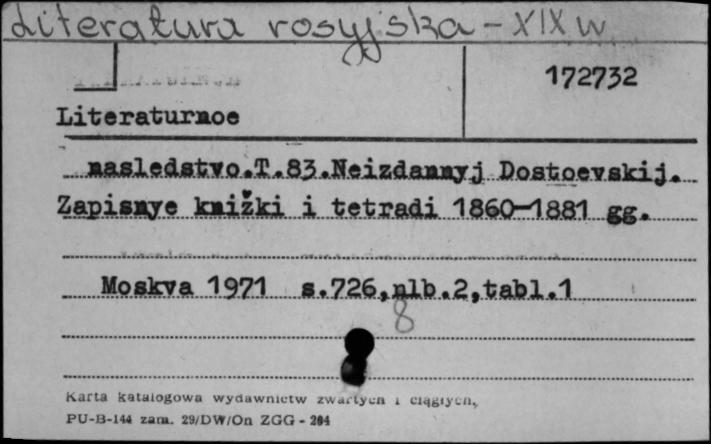 Literatura rosyjska - XIX w
172732
Literaturnoe
nasledstvo.T.83.Neizdannyj Dostoevskij.
Zapisnye knižki i tetradi 1860-1881 gg.
Moskva 1971 s.726,nlb.2,tabl.1
8
Karta katalogowa wydawnictw zwartych i ciągłych,
PU-B-144 zam. 29/DW/On ZGG - 264